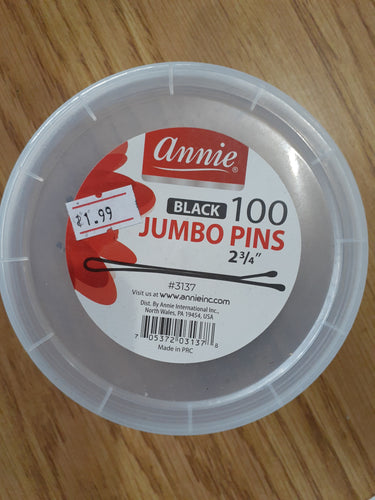 annie®
BLACK 100
JUMBO PINS
2¾"
1.99
#3137
Visit us at www.annieinc.com
Dist. By Annie International Inc.,
North Wales, PA 19454, USA
7 05372 03137 8
Made in PRC